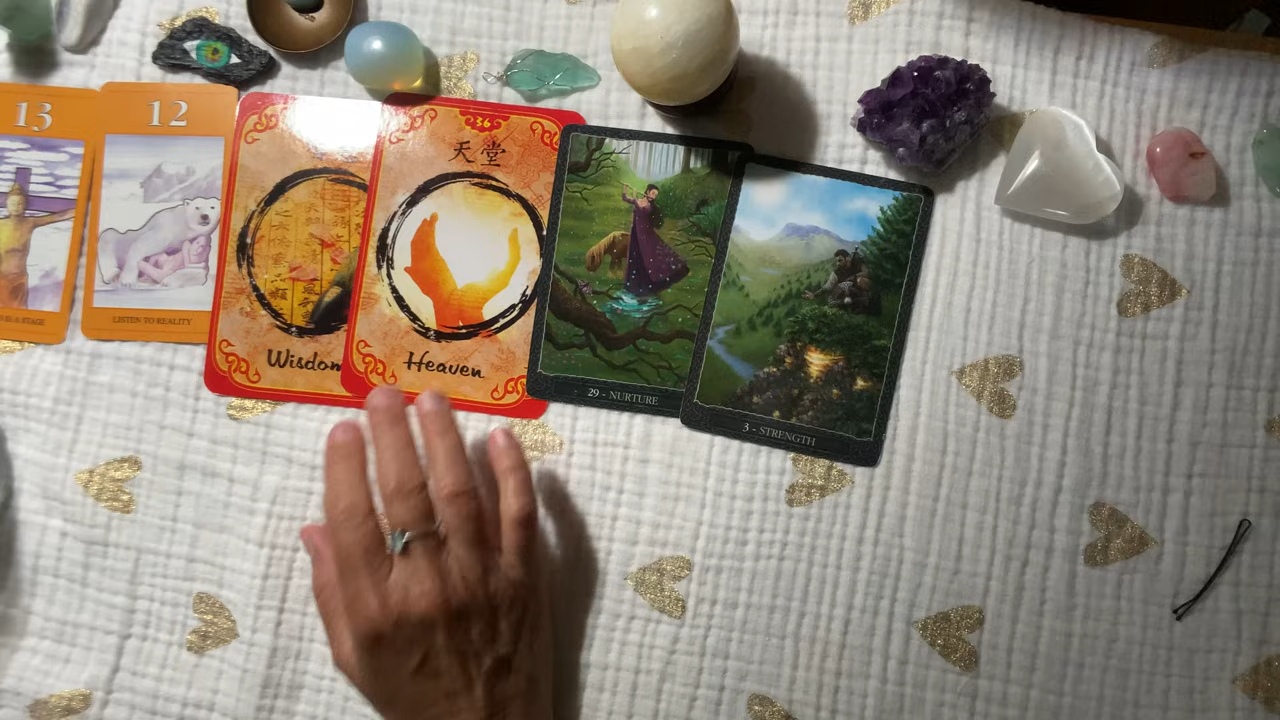 13
12
LISTEN TO REALITY
Wisdom
36
天堂
Heaven
29 - NURTURE
3 - STRENGTH